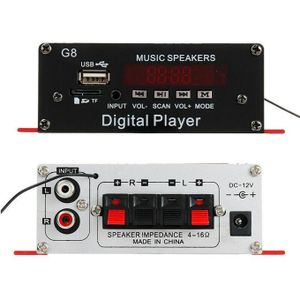 G8
MUSIC SPEAKERS
USB
TF
INPUT VOL- SCAN VOL+ MODE
Digital Player
INPUT
L
R
R L
DC-12V
SPEAKER IMPEDANCE 4-16Ω
MADE IN CHINA